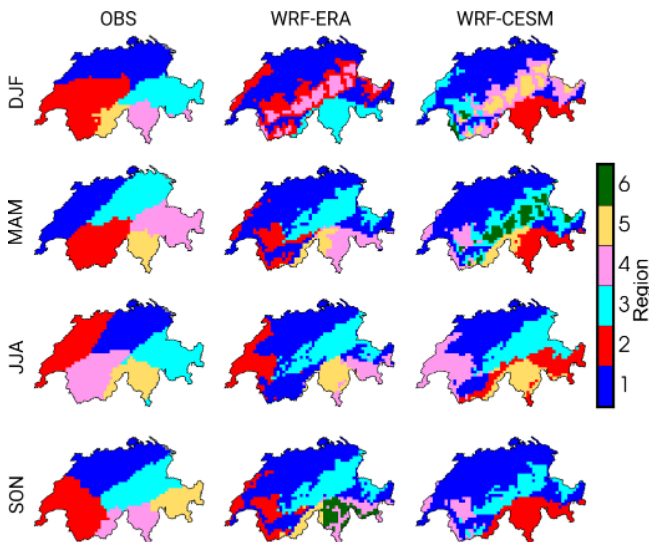 OBS WRF-ERA WRF-CESM
DJF
MAM
JJA
SON
6
5
4
3
2
1
Region